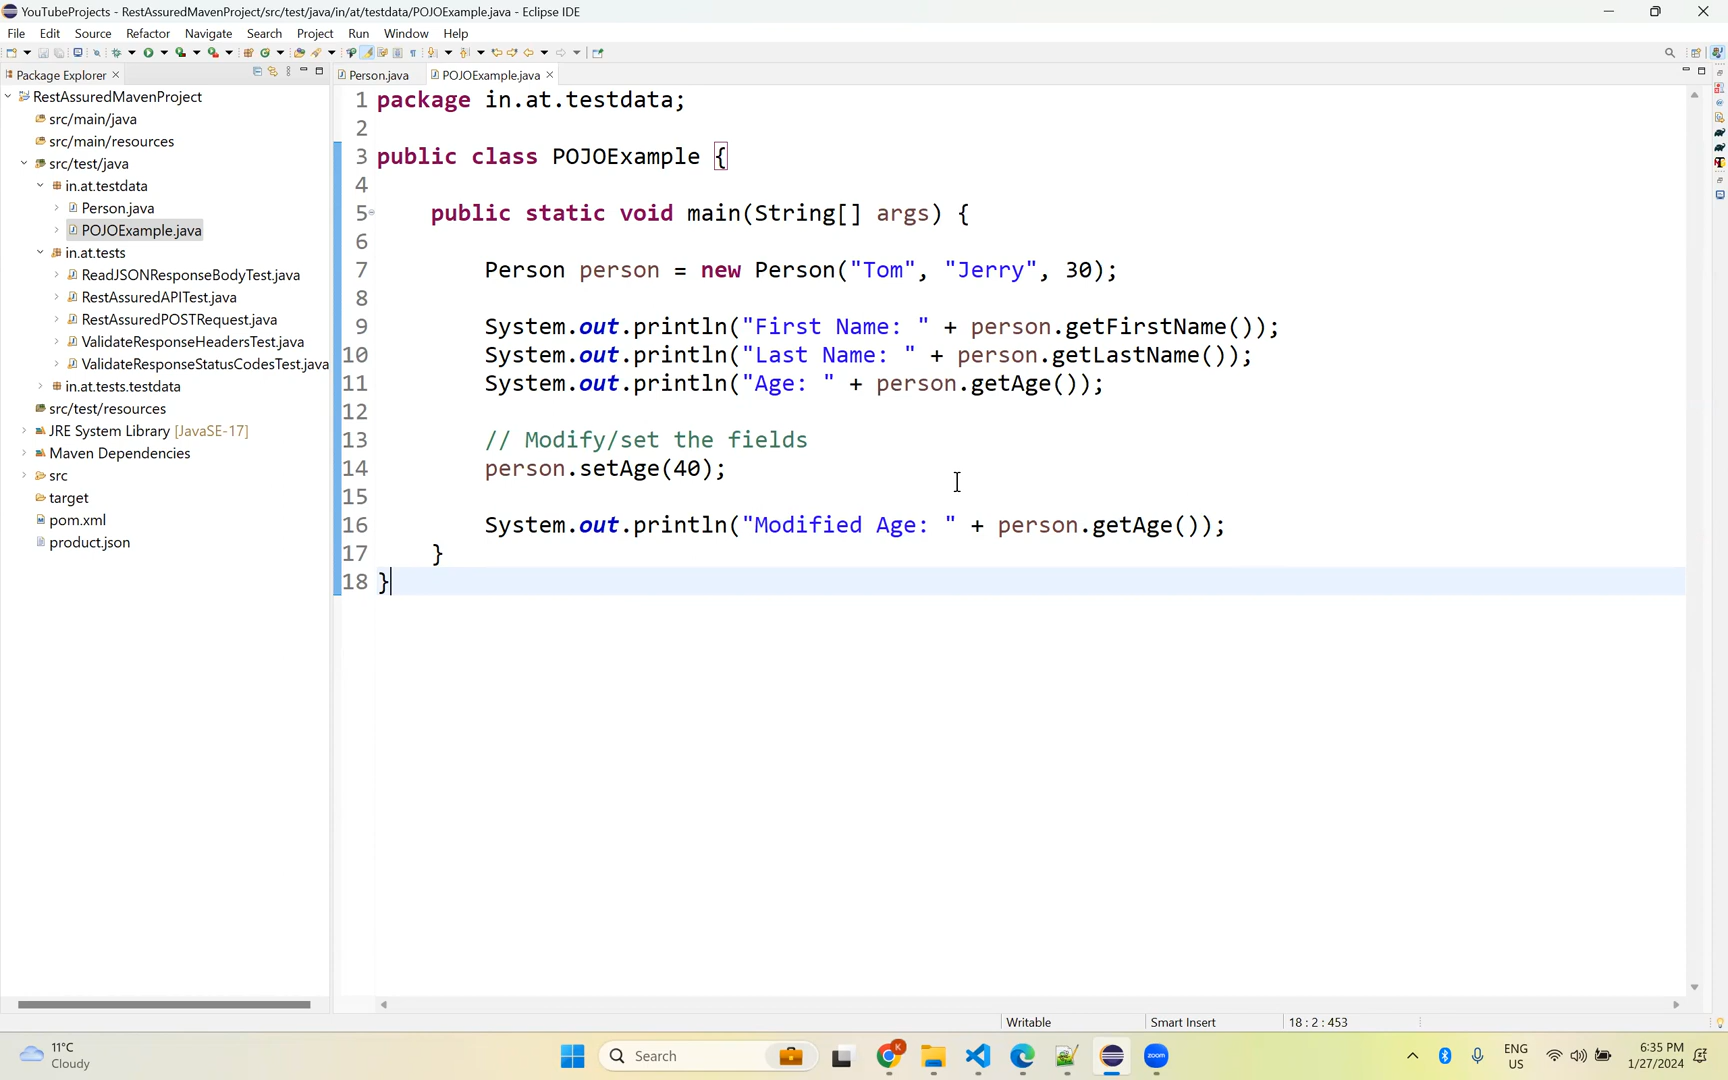 YouTubeProjects - RestAssuredMavenProject/src/test/java/in/at/testdata/POJOExample.java - Eclipse IDE
File Edit Source Refactor Navigate Search Project Run Window Help
Package Explorer
Person.java POJOExample.java
RestAssuredMavenProject
src/main/java
src/main/resources
src/test/java
in.at.testdata
Person.java
POJOExample.java
in.at.tests
ReadJSONResponseBodyTest.java
RestAssuredAPITest.java
RestAssuredPOSTRequest.java
ValidateResponseHeadersTest.java
ValidateResponseStatusCodesTest.java
in.at.tests.testdata
src/test/resources
JRE System Library [JavaSE-17]
Maven Dependencies
src
target
pom.xml
product.json
1 package in.at.testdata;
2
3 public class POJOExample {
4
5 public static void main(String[] args) {
6
7 Person person = new Person("Tom", "Jerry", 30);
8
9 System.out.println("First Name: " + person.getFirstName());
10 System.out.println("Last Name: " + person.getLastName());
11 System.out.println("Age: " + person.getAge());
12
13 // Modify/set the fields
14 person.setAge(40);
15
16 System.out.println("Modified Age: " + person.getAge());
17 }
18 }
Writable Smart Insert 18 : 2 : 453
11°C
Cloudy
Search
K
zoom
ENG
US
6:35 PM
1/27/2024